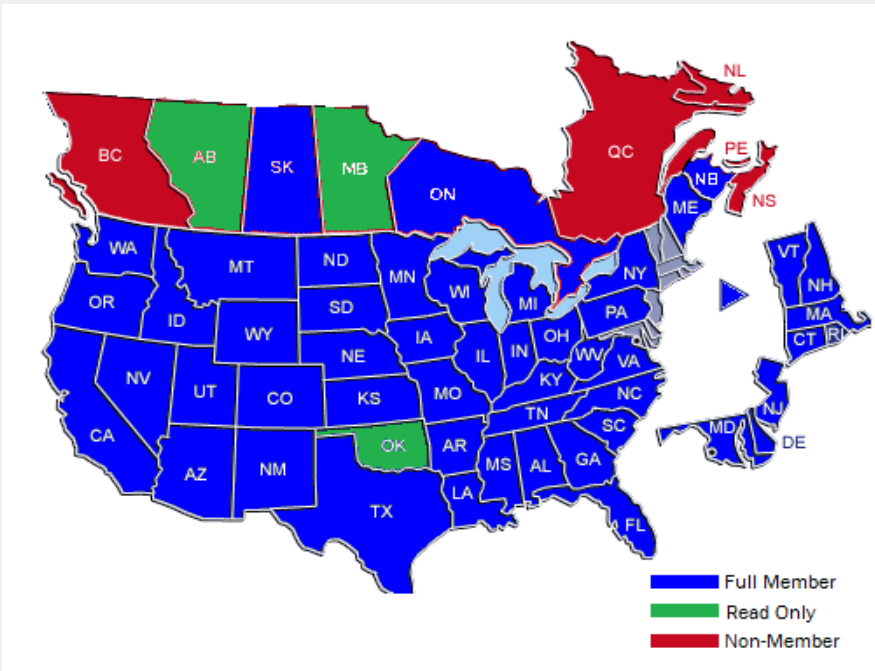 NL
QC
PE
BC
AB
SK
MB
NB
ON
NS
ME
WA
VT
MT
ND
MN
NY
NH
OR
WI
MI
SD
PA
MA
ID
WY
IA
OH
CT
RI
NE
IL
IN
WV
VA
NV
UT
CO
KS
MO
KY
NC
NJ
TN
SC
MD
CA
OK
AR
DE
AZ
NM
MS
AL
GA
LA
TX
FL
Full Member
Read Only
Non-Member